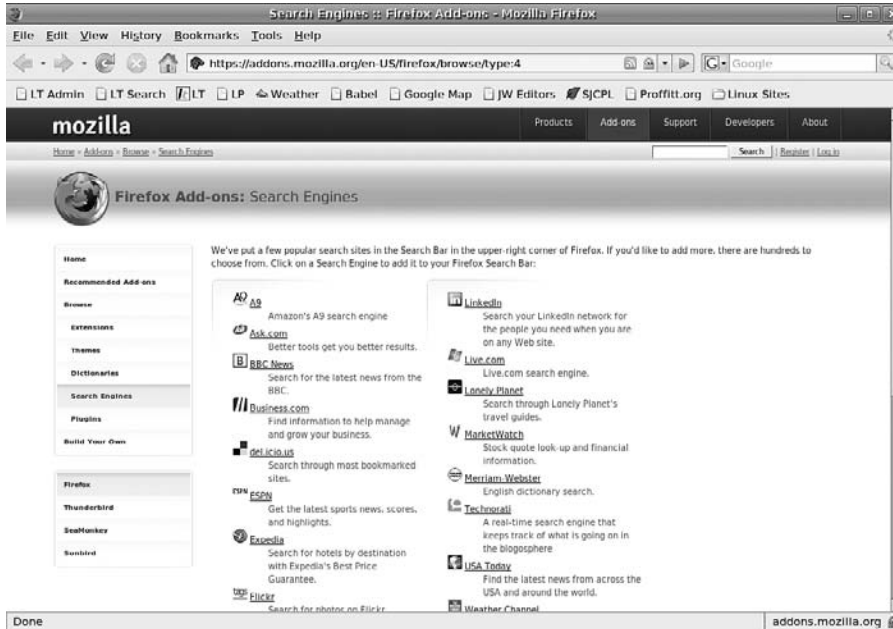 Search Engines :: Firefox Add-ons - Mozilla Firefox
File Edit View History Bookmarks Tools Help
https://addons.mozilla.org/en-US/firefox/browse/type:4
Google
LT Admin LT Search LT LP Weather Babel Google Map JW Editors SJCPL Proffitt.org Linux Sites
mozilla
Products Add-ons Support Developers About
Home » Add-ons » Browse » Search Engines
Search | Register | Log in
Firefox Add-ons: Search Engines
Home
Recommended Add-ons
Browse
Extensions
Themes
Dictionaries
Search Engines
Plugins
Build Your Own
Firefox
Thunderbird
SeaMonkey
Sunbird
We've put a few popular search sites in the Search Bar in the upper-right corner of Firefox. If you'd like to add more, there are hundreds to
choose from. Click on a Search Engine to add it to your Firefox Search Bar:
A9
Amazon's A9 search engine
Ask.com
Better tools get you better results.
BBC News
Search for the latest news from the
BBC.
Business.com
Find information to help manage
and grow your business.
del.icio.us
Search through most bookmarked
sites.
ESPN
Get the latest sports news, scores,
and highlights.
Expedia
Search for hotels by destination
with Expedia's Best Price
Guarantee.
Flickr
Search for photos on Flickr
LinkedIn
Search your LinkedIn network for
the people you need when you are
on any Web site.
Live.com
Live.com search engine.
Lonely Planet
Search through Lonely Planet's
travel guides.
MarketWatch
Stock quote look-up and financial
information.
Merriam-Webster
English dictionary search.
Technorati
A real-time search engine that
keeps track of what is going on in
the blogosphere
USA Today
Find the latest news from across the
USA and around the world.
Weather Channel
Done
addons.mozilla.org